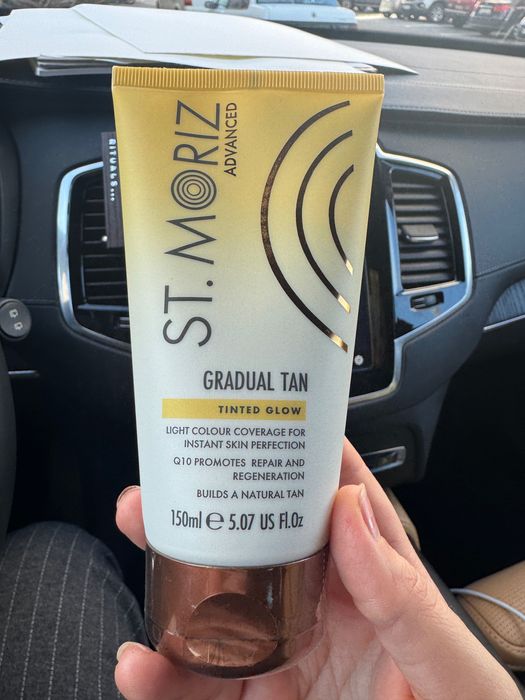 ST. MORIZ
ADVANCED
GRADUAL TAN
TINTED GLOW
LIGHT COLOUR COVERAGE FOR
INSTANT SKIN PERFECTION
Q10 PROMOTES REPAIR AND
REGENERATION
BUILDS A NATURAL TAN
150ml ℮ 5.07 US Fl.Oz
RITUALS...